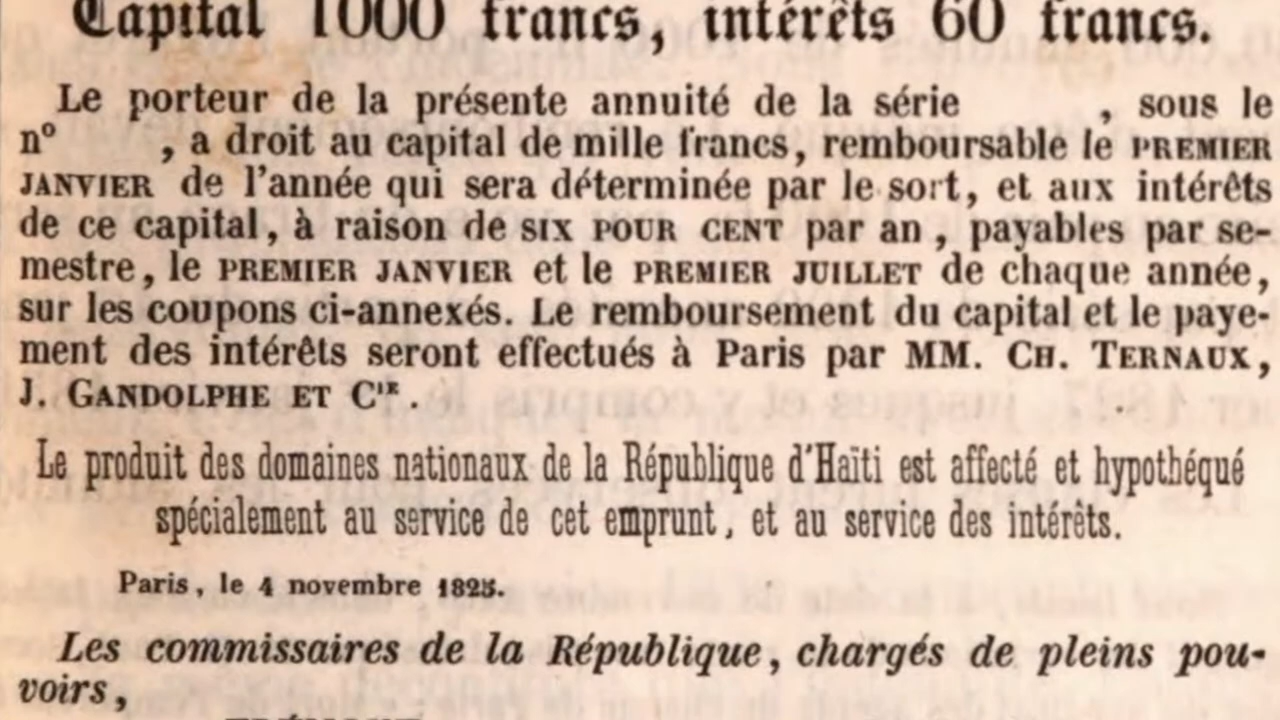 Capital 1000 francs, intérêts 60 francs.
Le porteur de la présente annuité de la série , sous le
nº , a droit au capital de mille francs, remboursable le PREMIER
JANVIER de l'année qui sera déterminée par le sort, et aux intérêts
de ce capital, à raison de SIX POUR CENT par an, payables par se-
mestre, le PREMIER JANVIER et le PREMIER JUILLET de chaque année,
sur les coupons ci-annexés. Le remboursement du capital et le paye-
ment des intérêts seront effectués à Paris par MM. CH. TERNAUX,
J. GANDOLPHE ET Cie.
Le produit des domaines nationaux de la République d'Haïti est affecté et hypothéqué
spécialement au service de cet emprunt, et au service des intérêts.
Paris, le 4 novembre 1825.
Les commissaires de la République, chargés de pleins pou-
voirs,